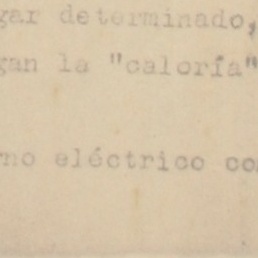 gar determinado,
gan la "caloría"
no eléctrico co